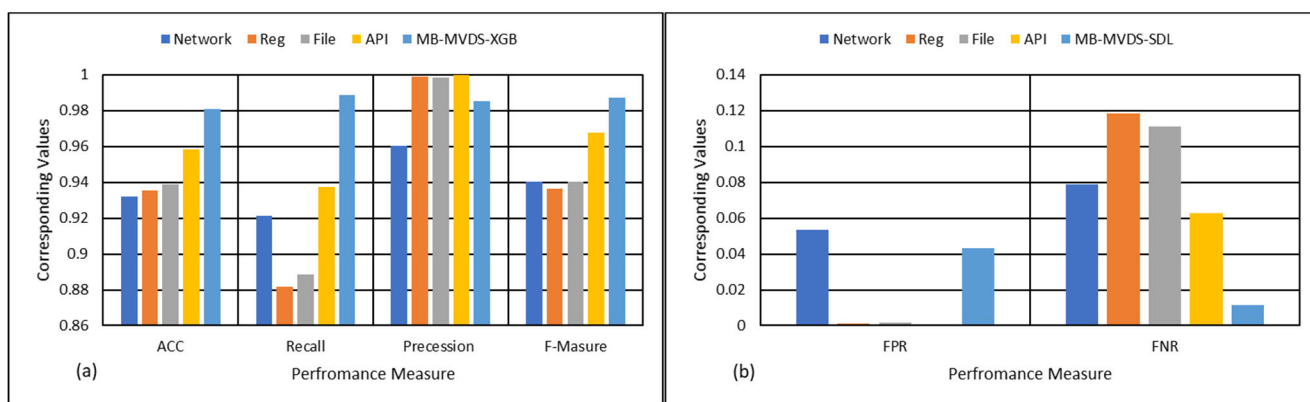 Network Reg File API MB-MVDS-XGB
Corresponding Values
1
0.98
0.96
0.94
0.92
0.9
0.88
0.86
ACC Recall Precession F-Masure
(a) Perfromance Measure
Network Reg File API MB-MVDS-SDL
Corresponding Values
0.14
0.12
0.1
0.08
0.06
0.04
0.02
0
FPR FNR
(b) Perfromance Measure